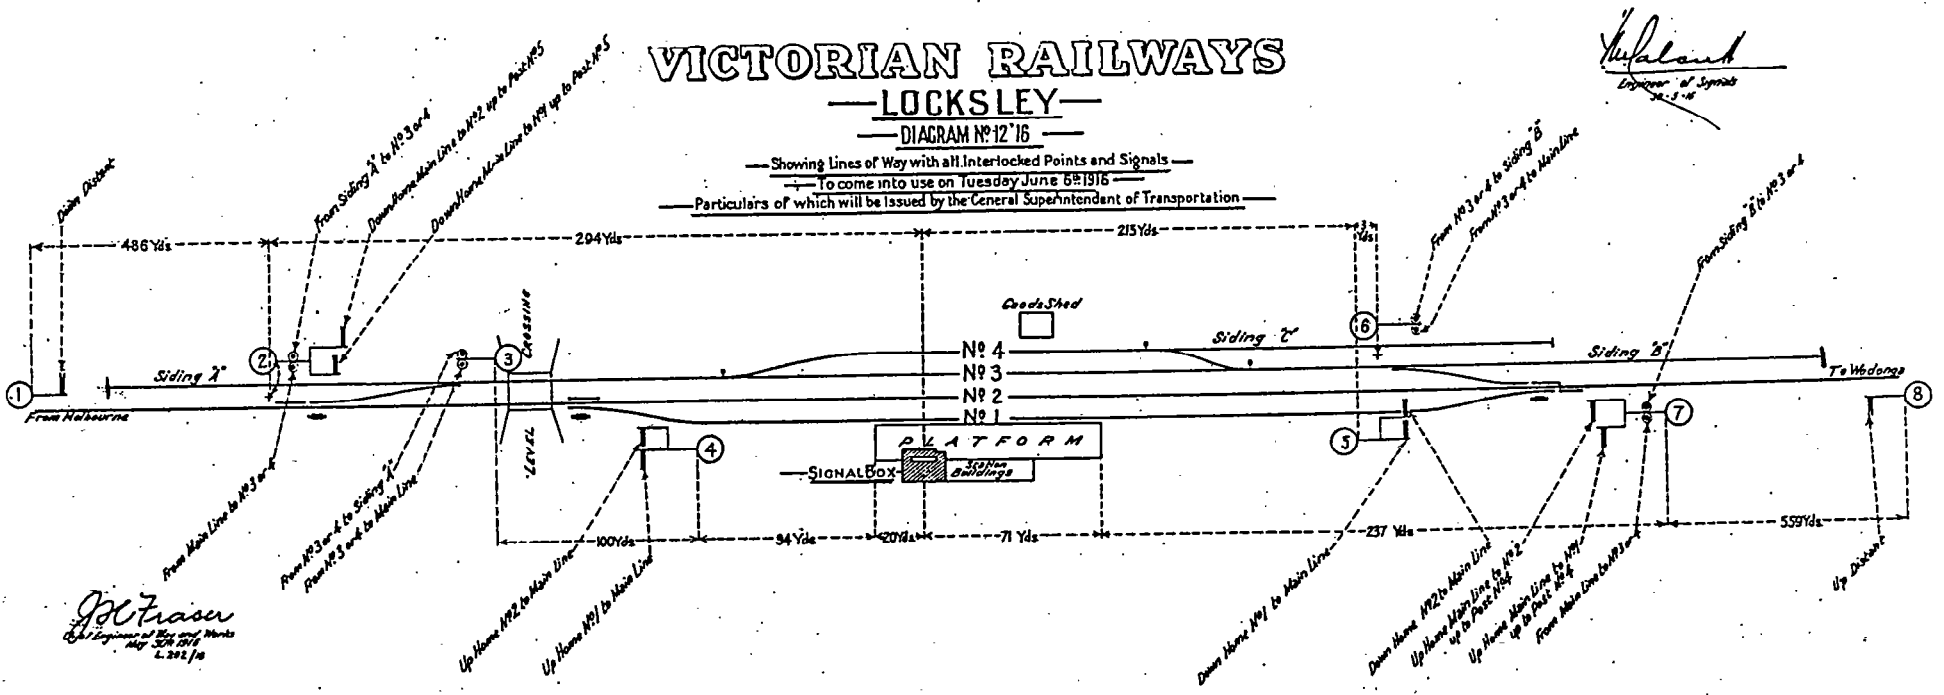 VICTORIAN RAILWAYS
LOCKSLEY
DIAGRAM Nº 12'16
Showing Lines of Way with all Interlocked Points and Signals
To come into use on Tuesday June 6th 1916
Particulars of which will be Issued by the General Superintendent of Transportation
Engineer of Signals
30-5-16
Down Distant
From Siding "A" to Nº 3 or 4
Down Home Main Line to Nº 2 up to Post Nº 5
Down Home Main Line to Nº 1 up to Post Nº 5
From Nº 3 or 4 to Siding "B"
From Nº 3 or 4 to Main Line
From Siding "B" to Nº 3 or 4
486 Yds
294 Yds
213 Yds
3 Yds
Goods Shed
CROSSING
LEVEL
1
2
3
4
5
6
7
8
Siding "A"
Siding "C"
Siding "B"
Nº 4
Nº 3
Nº 2
Nº 1
From Melbourne
To Wodonga
PLATFORM
SIGNAL BOX
Station
Buildings
100 Yds
94 Yds
20 Yds
71 Yds
237 Yds
559 Yds
From Main Line to Nº 3 or 4
From Nº 3 or 4 to Siding "A"
From Nº 3 or 4 to Main Line
Up Home Nº 2 to Main Line
Up Home Nº 1 to Main Line
Down Home Nº 1 to Main Line
Down Home Nº 2 to Main Line
Up Home Main Line to Nº 2
up to Post Nº 4
Up Home Main Line to Nº 1
up to Post Nº 4
From Main Line to Nº 3 or 4
Up Distant
J H Fraser
Engineer of Way and Works
May 30th 1916
L.202/16